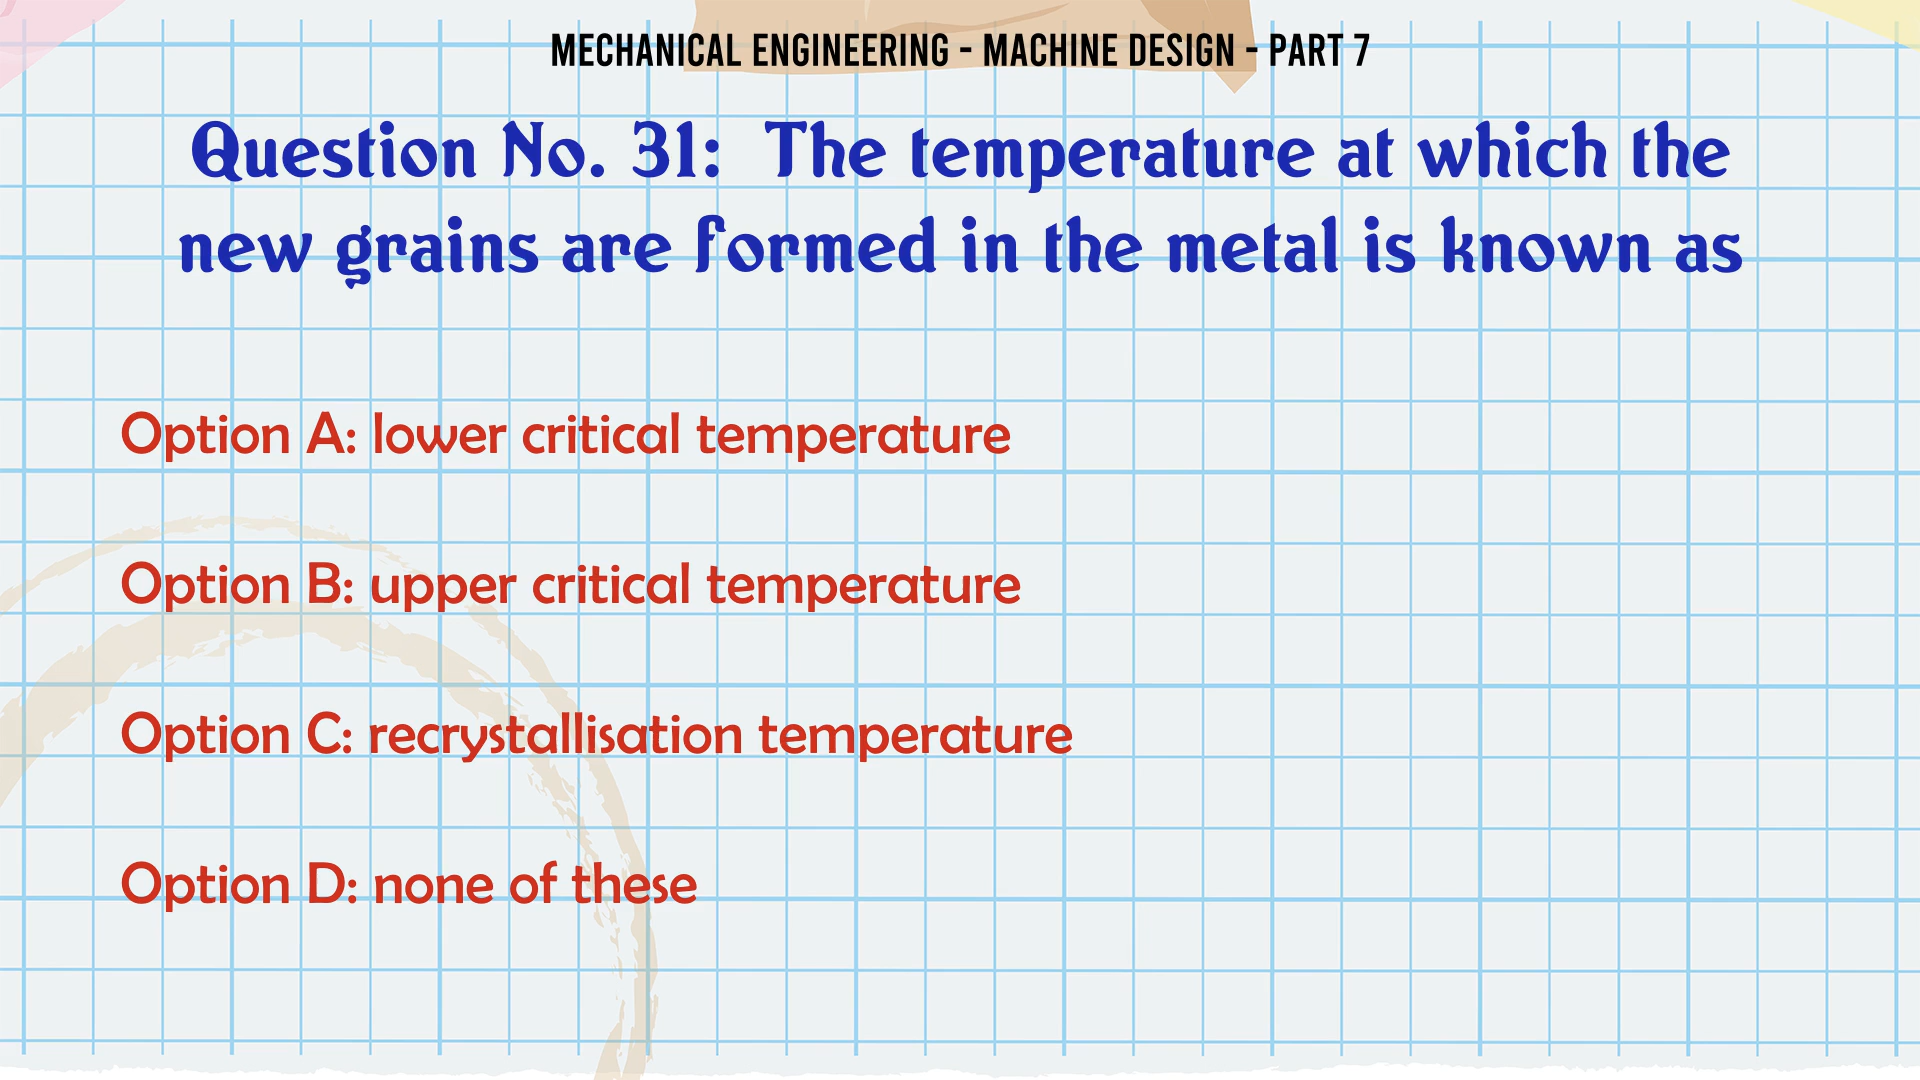 MECHANICAL ENGINEERING - MACHINE DESIGN - PART 7
Question No. 31: The temperature at which the
new grains are formed in the metal is known as
Option A: lower critical temperature
Option B: upper critical temperature
Option C: recrystallisation temperature
Option D: none of these